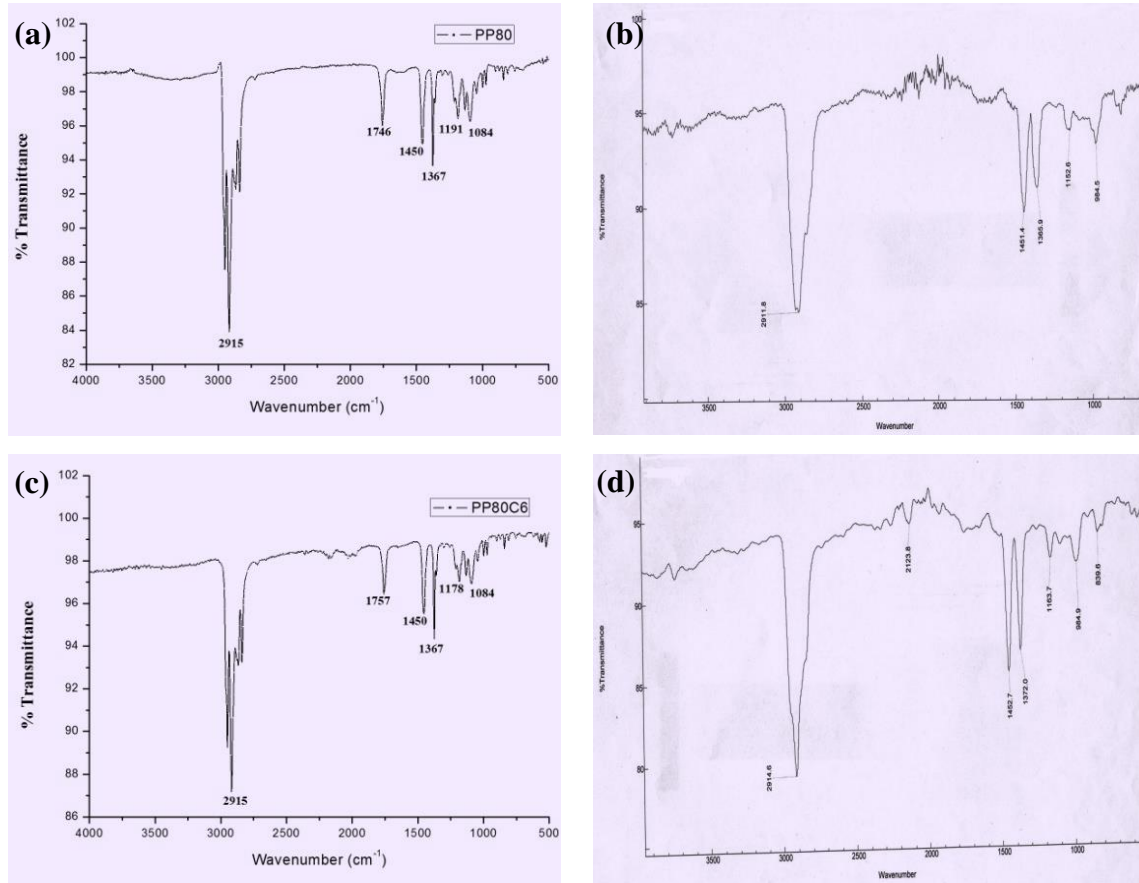 (a)
PP80
102
100
98
96
94
92
90
88
86
84
82
% Transmittance
1746
1450
1367
1191
1084
2915
4000 3500 3000 2500 2000 1500 1000 500
Wavenumber (cm⁻¹)
(b)
100
95
90
85
%Transmittance
2911.8
1451.4
1365.9
1152.6
984.5
3500 3000 2000 1500 1000
Wavenumber
(c)
PP80C6
102
100
98
96
94
92
90
88
86
% Transmittance
1757
1450
1367
1178
1084
2915
4000 3500 3000 2500 2000 1500 1000 500
Wavenumber (cm⁻¹)
(d)
95
90
85
80
%Transmittance
2914.6
2123.8
1452.7
1372.0
1163.7
984.9
839.8
3500 3000 2000 1500 1000
Wavenumber